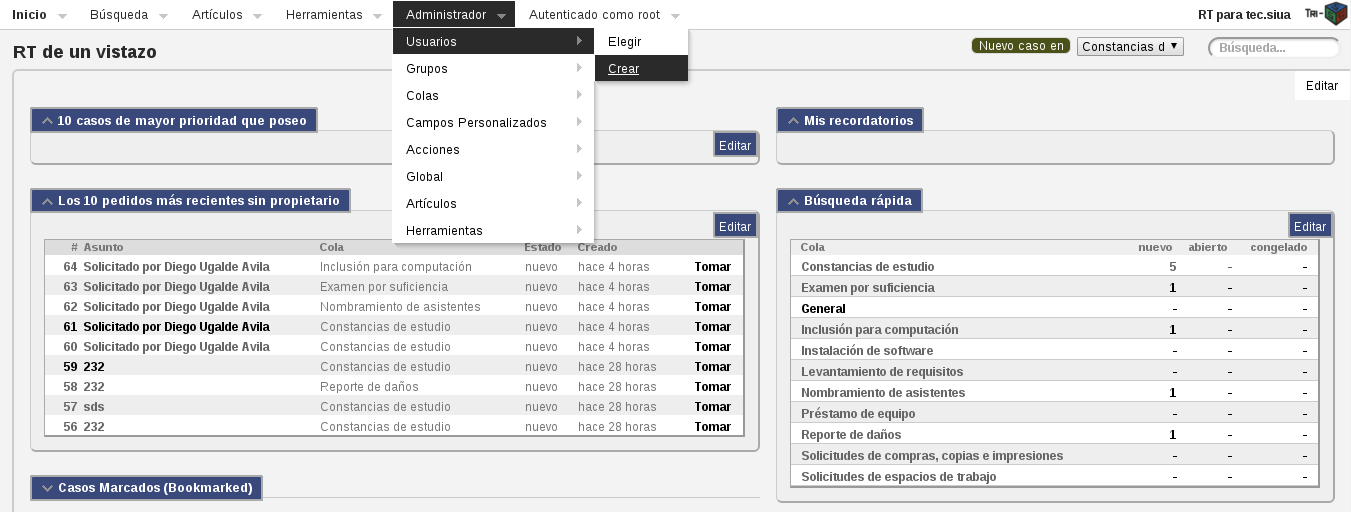 Inicio Búsqueda Artículos Herramientas Administrador Autenticado como root RT para tec.siua TRI-
RT de un vistazo
Usuarios Elegir Nuevo caso en Constancias d Búsqueda...
Grupos Crear
Editar
Colas
10 casos de mayor prioridad que poseo Campos Personalizados Mis recordatorios
Acciones Editar
Global
Los 10 pedidos más recientes sin propietario Artículos Búsqueda rápida
Herramientas Editar Editar
# Asunto Cola Estado Creado
64 Solicitado por Diego Ugalde Avila Inclusión para computación nuevo hace 4 horas Tomar
63 Solicitado por Diego Ugalde Avila Examen por suficiencia nuevo hace 4 horas Tomar
62 Solicitado por Diego Ugalde Avila Nombramiento de asistentes nuevo hace 4 horas Tomar
61 Solicitado por Diego Ugalde Avila Constancias de estudio nuevo hace 4 horas Tomar
60 Solicitado por Diego Ugalde Avila Constancias de estudio nuevo hace 4 horas Tomar
59 232 Constancias de estudio nuevo hace 28 horas Tomar
58 232 Reporte de daños nuevo hace 28 horas Tomar
57 sds Constancias de estudio nuevo hace 28 horas Tomar
56 232 Constancias de estudio nuevo hace 28 horas Tomar
Casos Marcados (Bookmarked)
Cola nuevo abierto congelado
Constancias de estudio 5 - -
Examen por suficiencia 1 - -
General - - -
Inclusión para computación 1 - -
Instalación de software - - -
Levantamiento de requisitos - - -
Nombramiento de asistentes 1 - -
Préstamo de equipo - - -
Reporte de daños 1 - -
Solicitudes de compras, copias e impresiones - - -
Solicitudes de espacios de trabajo - - -